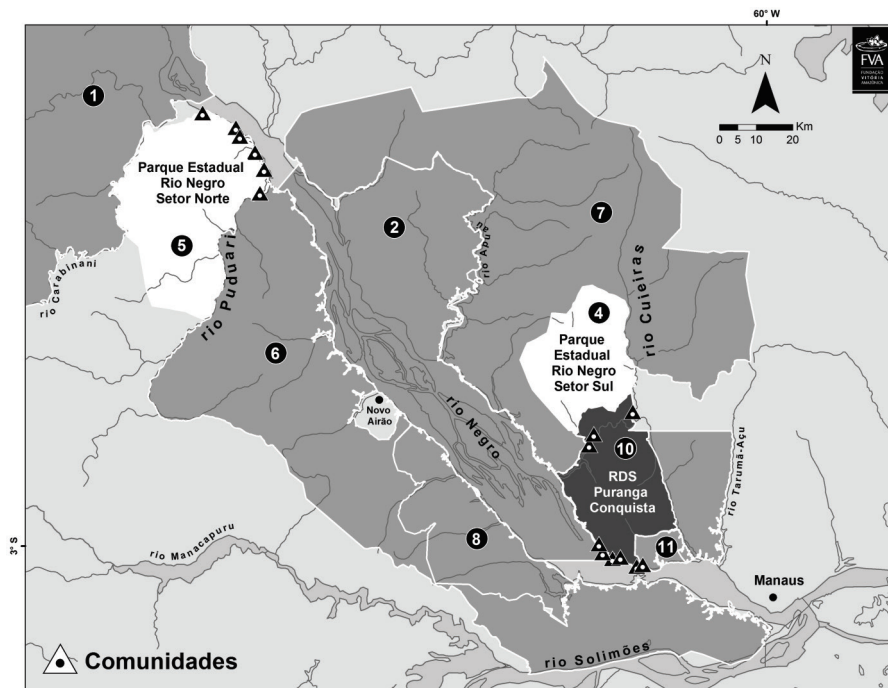 60° W
FVA
FUNDAÇÃO
VITÓRIA
AMAZÔNICA
N
0 5 10 20 Km
1
Parque Estadual
Rio Negro
Setor Norte
2
7
rio Apuaú
5
rio Carabinani
rio Puduari
rio Cuieiras
4
Parque
Estadual
Rio Negro
Setor Sul
6
Novo
Airão
rio Negro
10
RDS
Puranga
Conquista
rio Tarumã-Açu
3° S
rio Manacapuru
8
11
Manaus
rio Solimões
Comunidades